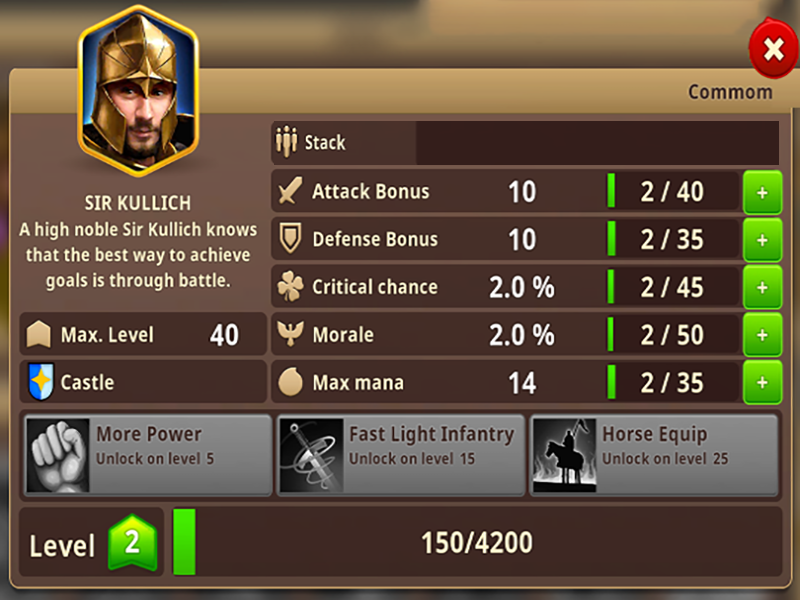 Commom
Stack
Attack Bonus 10 2 / 40 +
SIR KULLICH
A high noble Sir Kullich knows
that the best way to achieve
goals is through battle.
Defense Bonus 10 2 / 35 +
Critical chance 2.0 % 2 / 45 +
Max. Level 40
Morale 2.0 % 2 / 50 +
Castle
Max mana 14 2 / 35 +
More Power
Unlock on level 5
Fast Light Infantry
Unlock on level 15
Horse Equip
Unlock on level 25
Level 2 150/4200